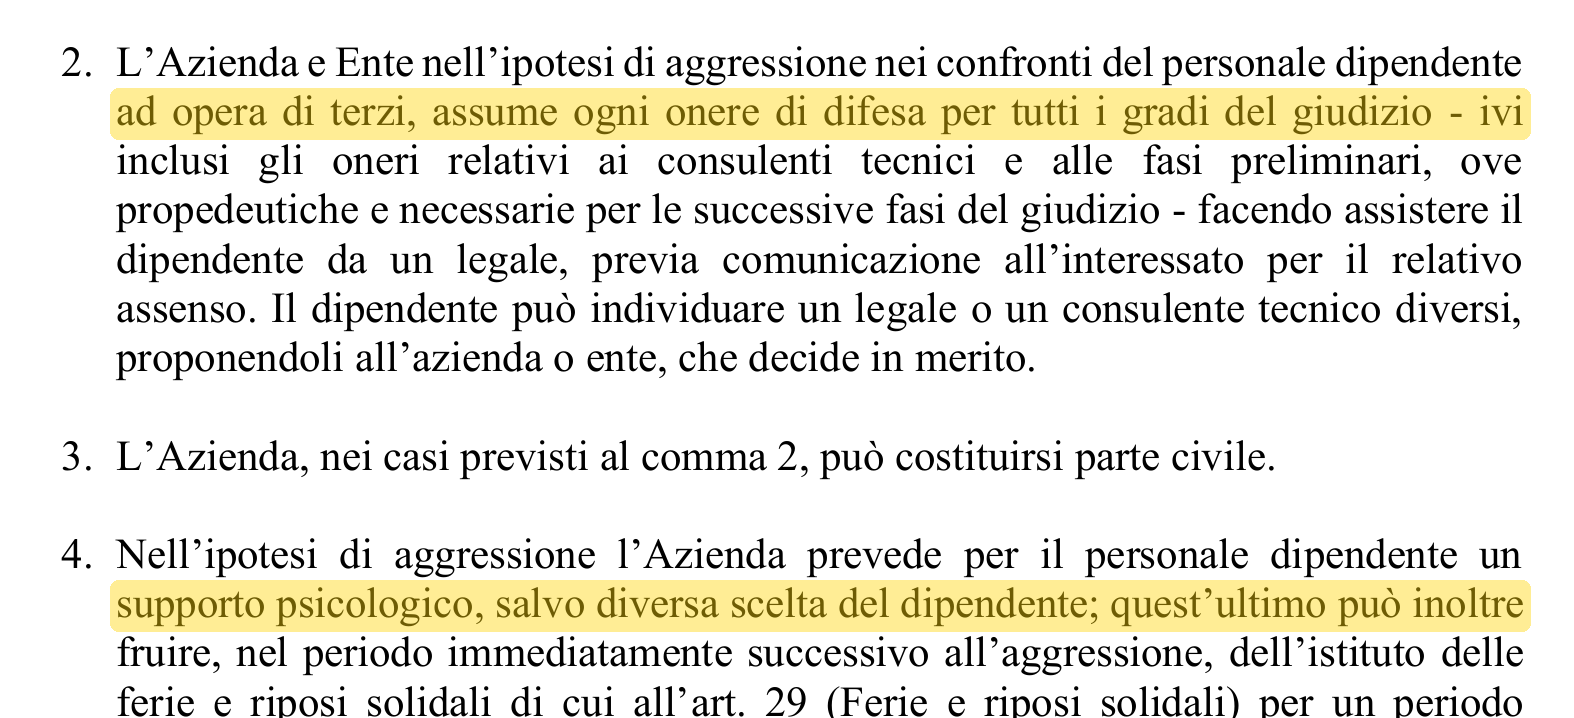 2. L’Azienda e Ente nell’ipotesi di aggressione nei confronti del personale dipendente
ad opera di terzi, assume ogni onere di difesa per tutti i gradi del giudizio - ivi
inclusi gli oneri relativi ai consulenti tecnici e alle fasi preliminari, ove
propedeutiche e necessarie per le successive fasi del giudizio - facendo assistere il
dipendente da un legale, previa comunicazione all’interessato per il relativo
assenso. Il dipendente può individuare un legale o un consulente tecnico diversi,
proponendoli all’azienda o ente, che decide in merito.
3. L’Azienda, nei casi previsti al comma 2, può costituirsi parte civile.
4. Nell’ipotesi di aggressione l’Azienda prevede per il personale dipendente un
supporto psicologico, salvo diversa scelta del dipendente; quest’ultimo può inoltre
fruire, nel periodo immediatamente successivo all’aggressione, dell’istituto delle
ferie e riposi solidali di cui all’art. 29 (Ferie e riposi solidali) per un periodo